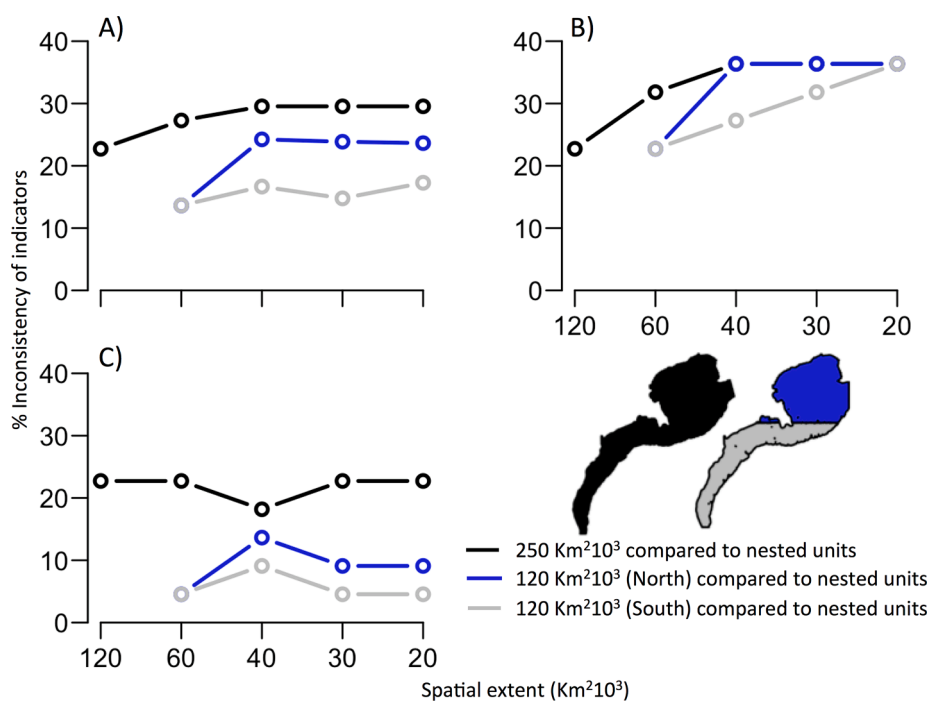 A)
40
30
20
10
0
B)
40
30
20
10
0
120 60 40 30 20
C)
40
30
20
10
0
120 60 40 30 20
% Inconsistency of indicators
Spatial extent (Km²10³)
250 Km²10³ compared to nested units
120 Km²10³ (North) compared to nested units
120 Km²10³ (South) compared to nested units